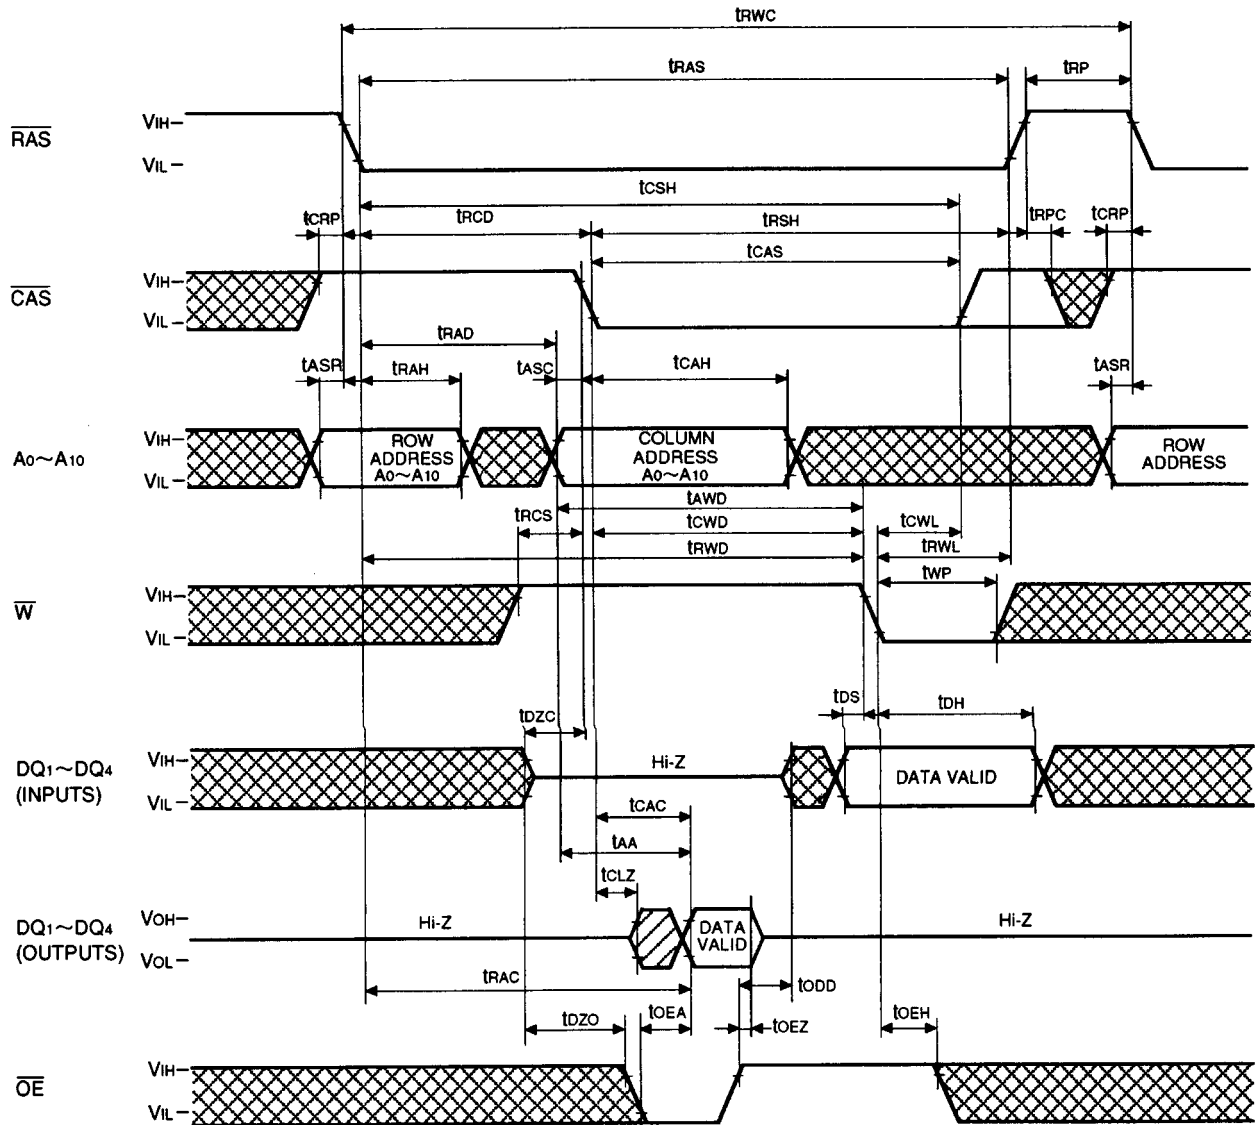 tRWC
tRAS
tRP
RAS
VIH
VIL
tCSH
tCRP
tRCD
tRSH
tRPC
tCRP
tCAS
CAS
VIH
VIL
tRAD
tASR
tRAH
tASC
tCAH
tASR
A0~A10
VIH
VIL
ROW
ADDRESS
A0~A10
COLUMN
ADDRESS
A0~A10
ROW
ADDRESS
tAWD
tRCS
tCWD
tCWL
tRWD
tRWL
tWP
W
VIH
VIL
tDS
tDH
tDZC
DQ1~DQ4
(INPUTS)
VIH
VIL
Hi-Z
DATA VALID
tCAC
tAA
tCLZ
DQ1~DQ4
(OUTPUTS)
VOH
VOL
Hi-Z
DATA
VALID
Hi-Z
tRAC
tODD
tDZO
tOEA
tOEZ
tOEH
OE
VIH
VIL